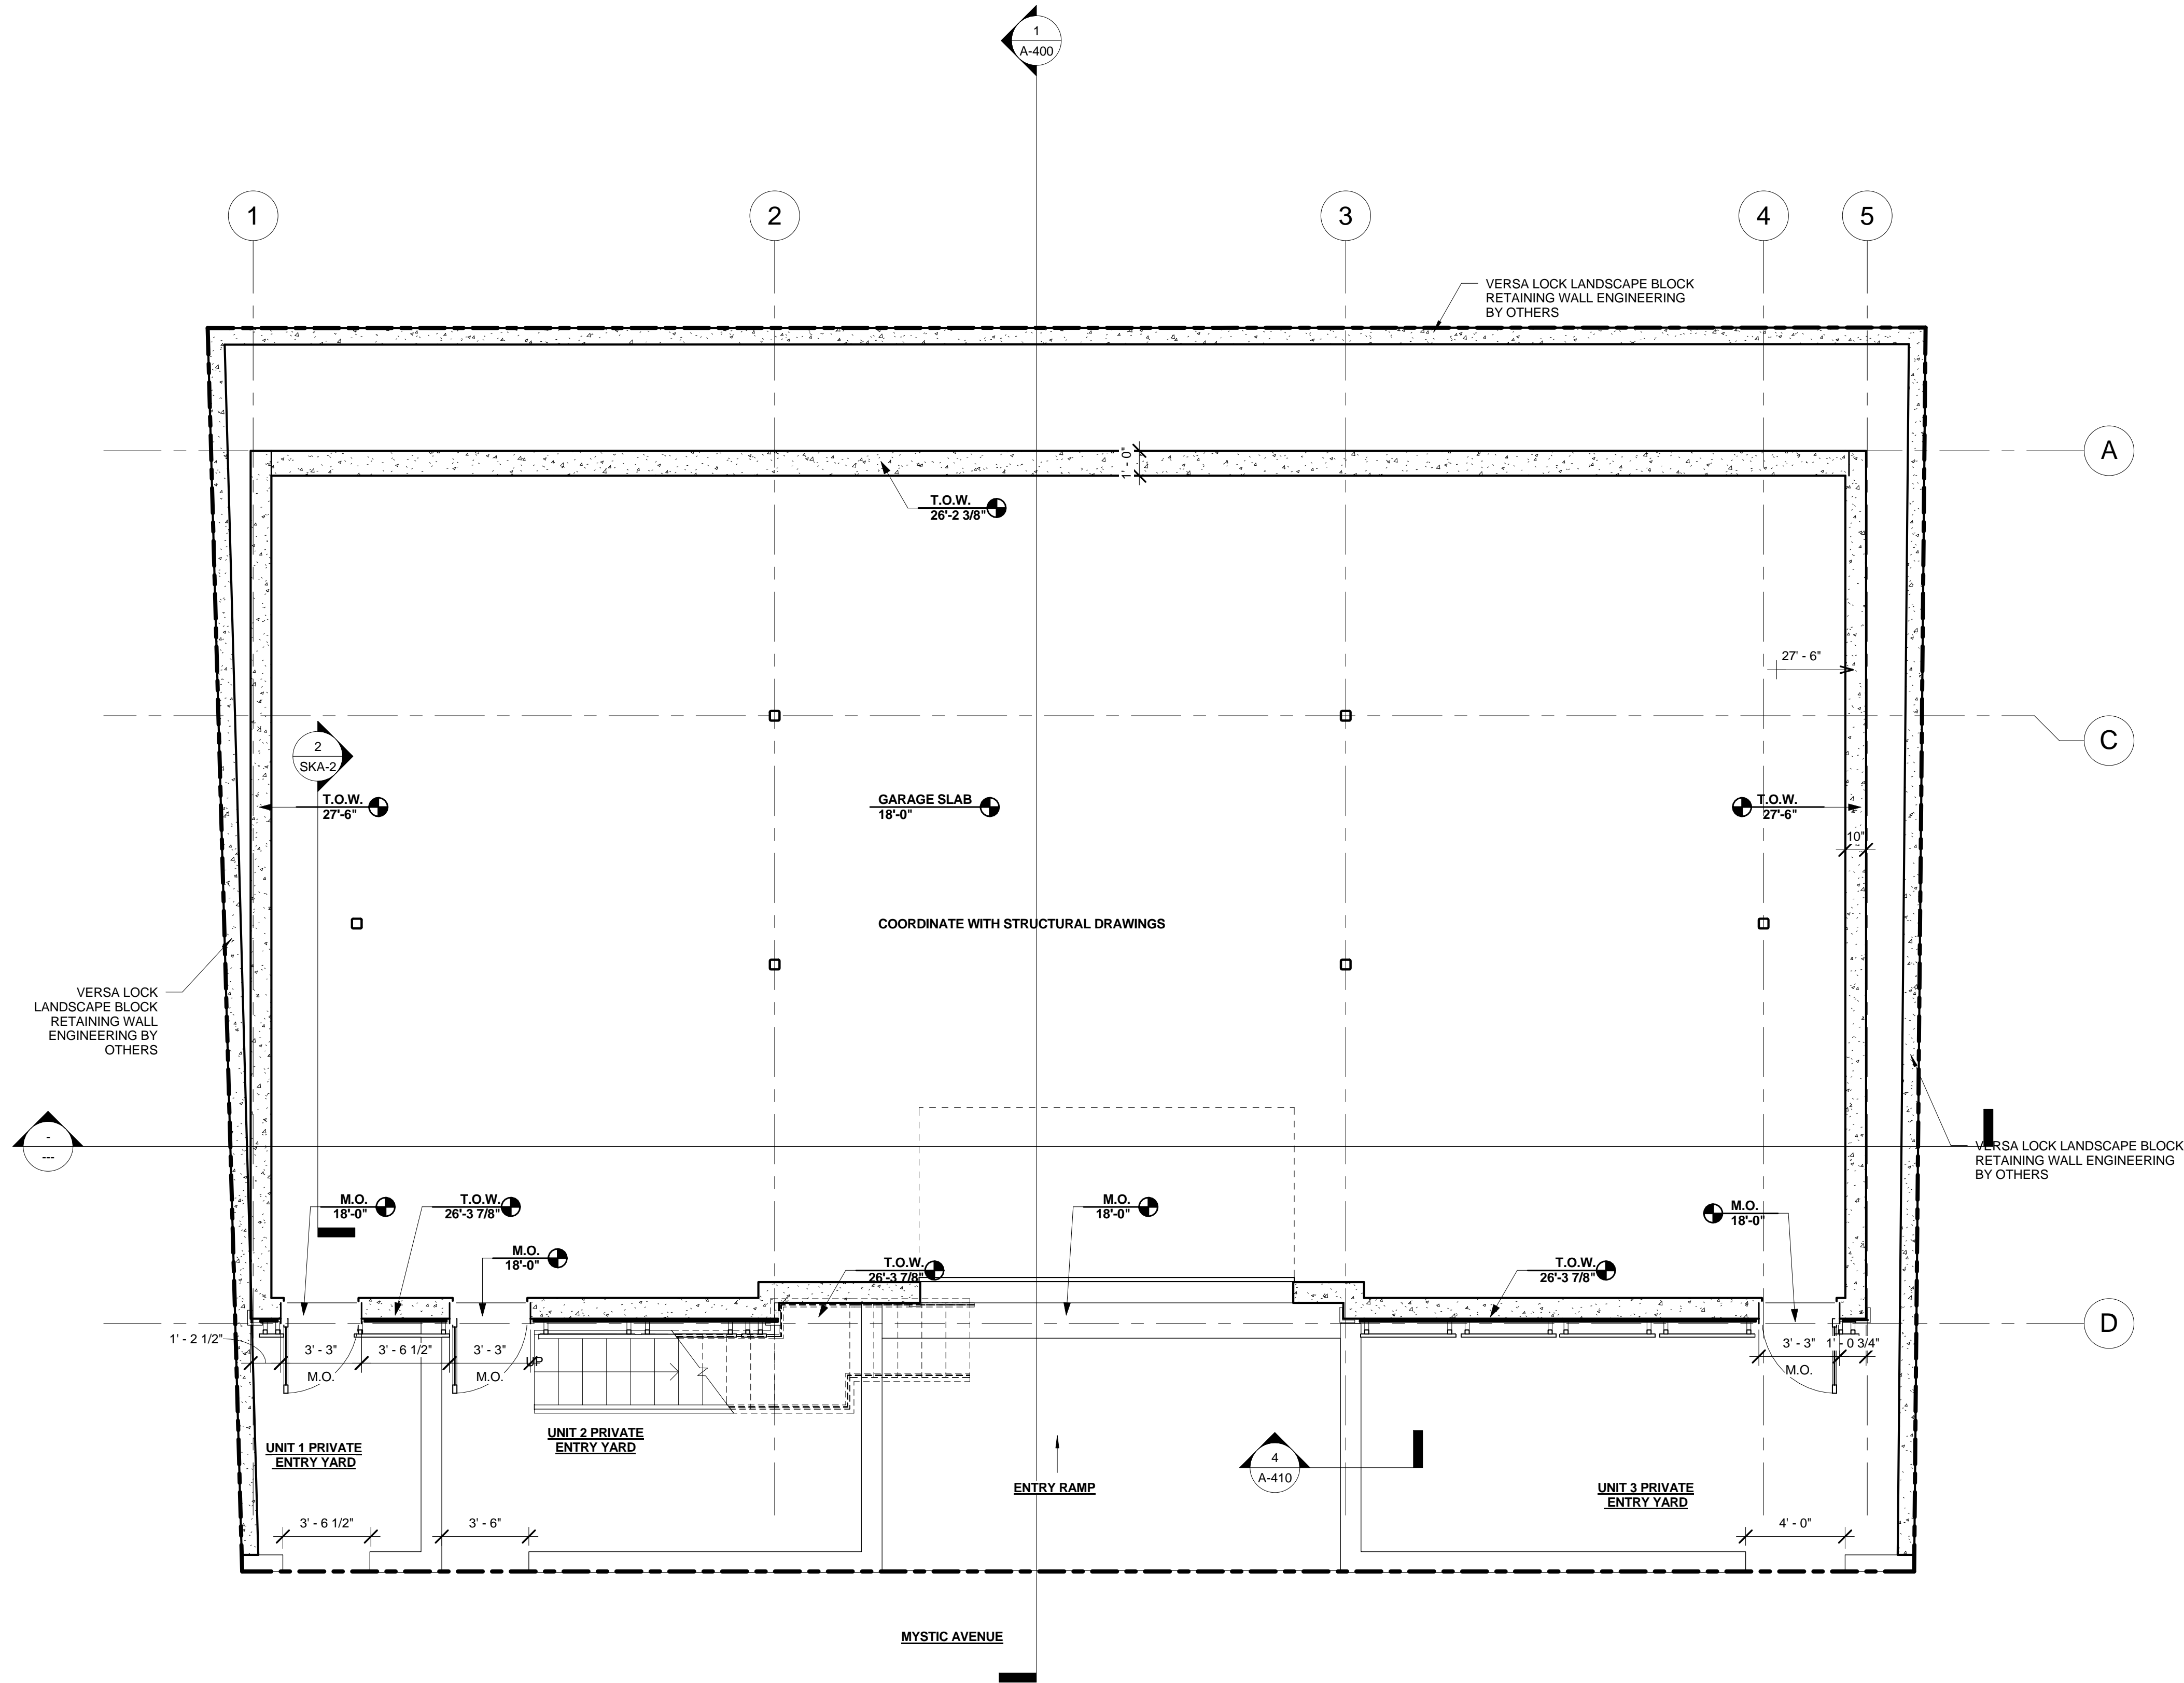 1
A-400
1
2
3
4
5
VERSA LOCK LANDSCAPE BLOCK
RETAINING WALL ENGINEERING
BY OTHERS
A
1' - 0"
T.O.W.
26'-2 3/8"
27' - 6"
C
2
SKA-2
T.O.W.
27'-6"
GARAGE SLAB
18'-0"
T.O.W.
27'-6"
10"
COORDINATE WITH STRUCTURAL DRAWINGS
VERSA LOCK
LANDSCAPE BLOCK
RETAINING WALL
ENGINEERING BY
OTHERS
-
---
VERSA LOCK LANDSCAPE BLOCK
RETAINING WALL ENGINEERING
BY OTHERS
M.O.
18'-0"
T.O.W.
26'-3 7/8"
M.O.
18'-0"
M.O.
18'-0"
M.O.
18'-0"
T.O.W.
26'-3 7/8"
T.O.W.
26'-3 7/8"
D
1' - 2 1/2"
3' - 3"
M.O.
3' - 6 1/2"
3' - 3"
M.O.
UP
3' - 3"
M.O.
1' - 0 3/4"
UNIT 1 PRIVATE
ENTRY YARD
UNIT 2 PRIVATE
ENTRY YARD
4
A-410
ENTRY RAMP
UNIT 3 PRIVATE
ENTRY YARD
3' - 6 1/2"
3' - 6"
4' - 0"
MYSTIC AVENUE